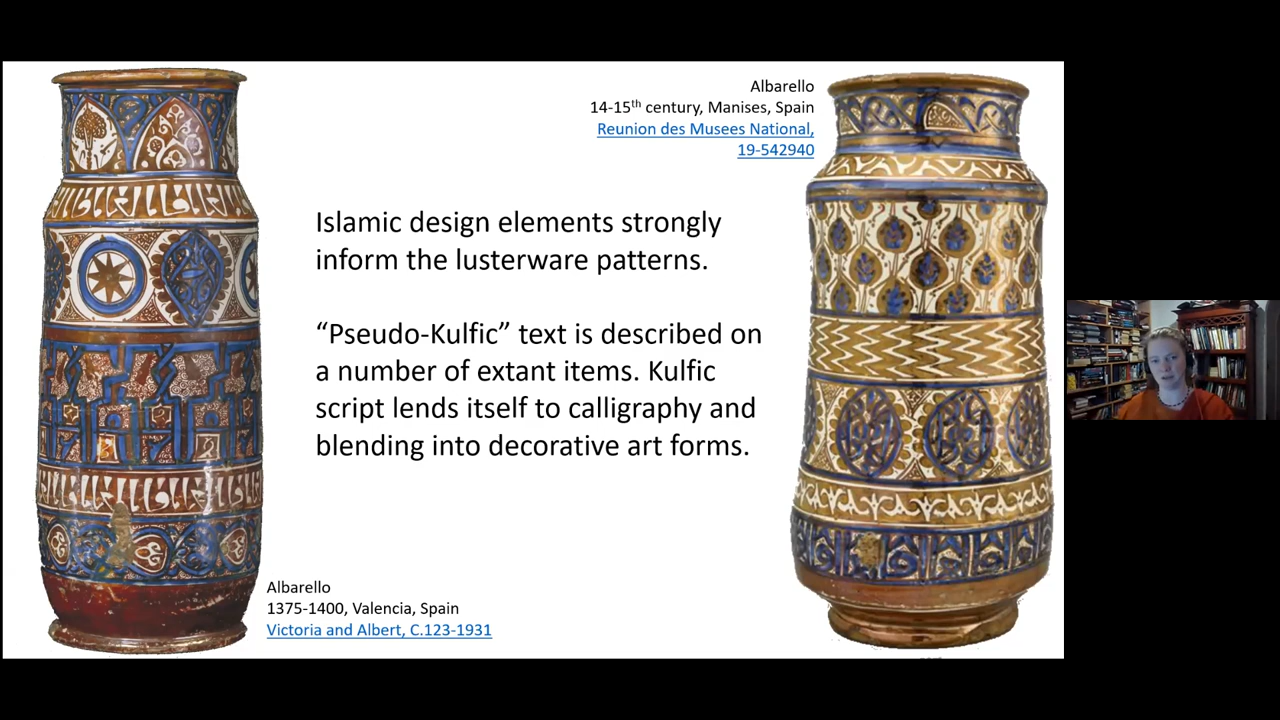 Albarello
14-15th century, Manises, Spain
Reunion des Musees National,
19-542940
Islamic design elements strongly
inform the lusterware patterns.
“Pseudo-Kulfic” text is described on
a number of extant items. Kulfic
script lends itself to calligraphy and
blending into decorative art forms.
Albarello
1375-1400, Valencia, Spain
Victoria and Albert, C.123-1931